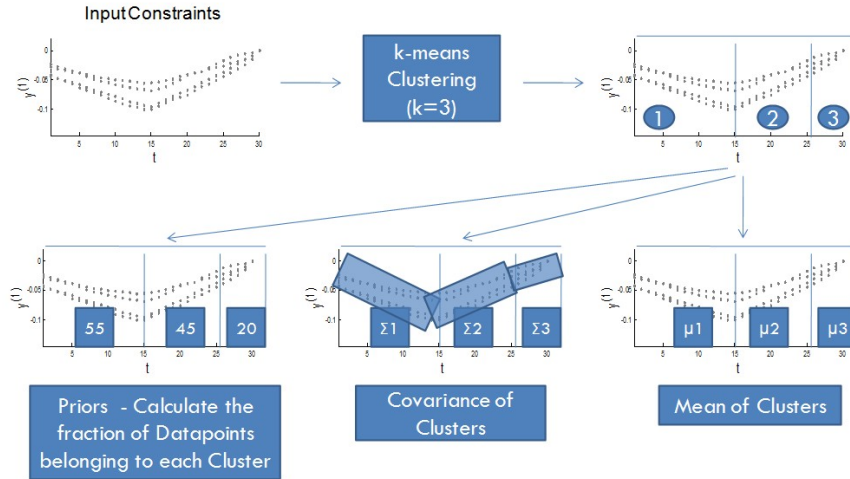 Input Constraints
y(1)
0
-0.05
-0.1
5 10 15 20 25 30
t
k-means
Clustering
(k=3)
y(1)
0
-0.05
-0.1
1 2 3
5 10 15 20 25 30
t
y(1)
0
-0.05
-0.1
55 45 20
5 10 15 20 25 30
t
y(1)
0
-0.05
-0.1
Σ1 Σ2 Σ3
5 10 15 20 25 30
t
y(1)
0
-0.05
-0.1
μ1 μ2 μ3
5 10 15 20 25 30
t
Priors - Calculate the
fraction of Datapoints
belonging to each Cluster
Covariance of
Clusters
Mean of Clusters